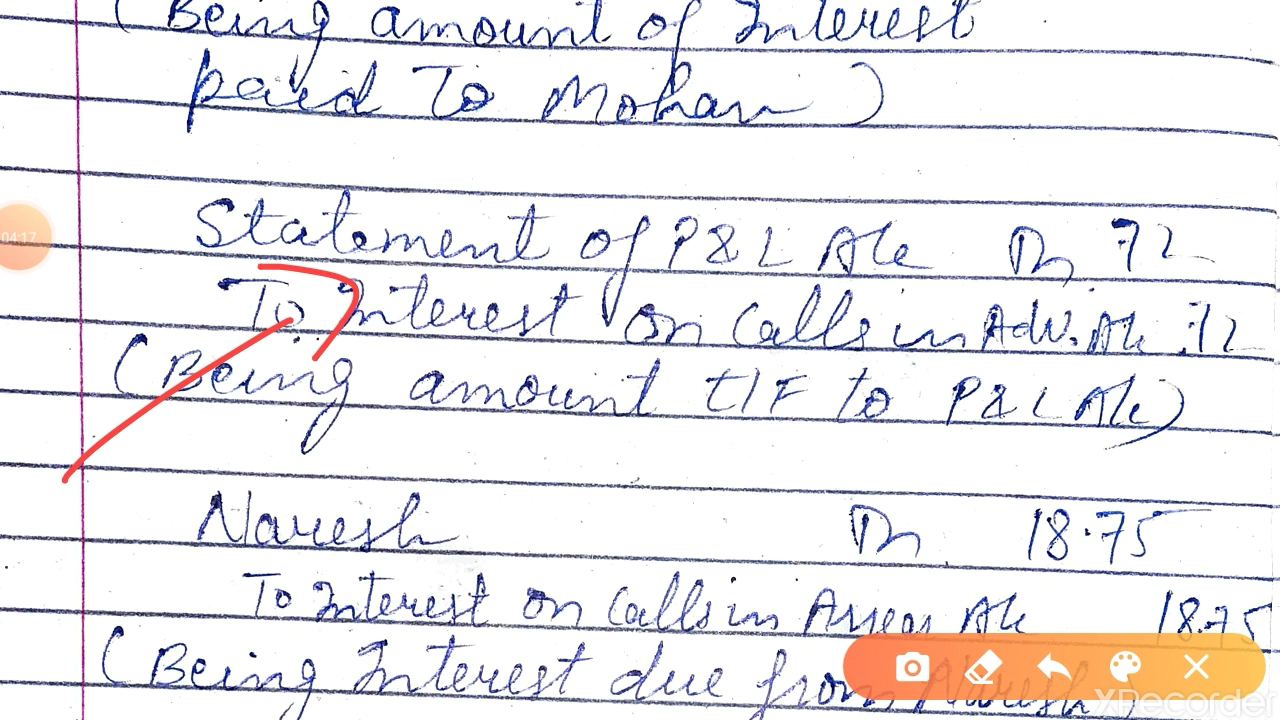 (Being amount of Interest
paid To Mohan)
Statement of P&L A/c Dr 72
To Interest on Calls in Adv. A/c 72
(Being amount t/F to P&L A/c)
04:17
Naresh Dr 18.75
To Interest on Calls in Arrear A/c 18.75
(Being Interest due from Naresh)
XRecorder